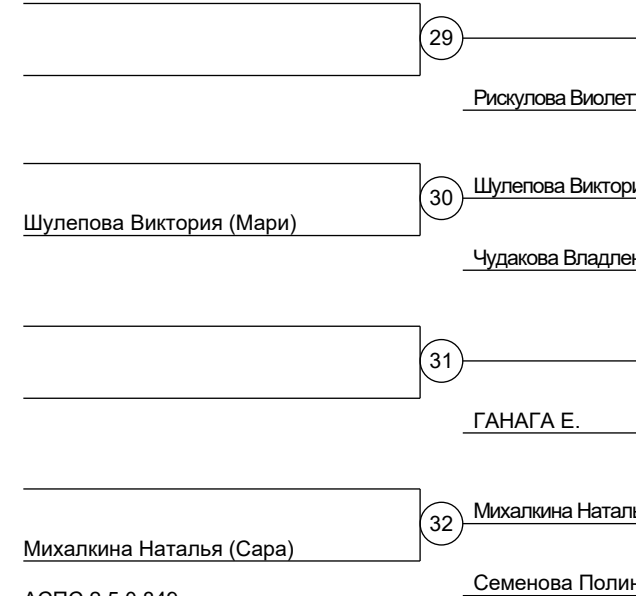 29
Рискулова Виолет
30
Шулепова Виктори
Шулепова Виктория (Мари)
Чудакова Владлен
31
ГАНАГА Е.
32
Михалкина Наталь
Михалкина Наталья (Сара)
Семенова Полин